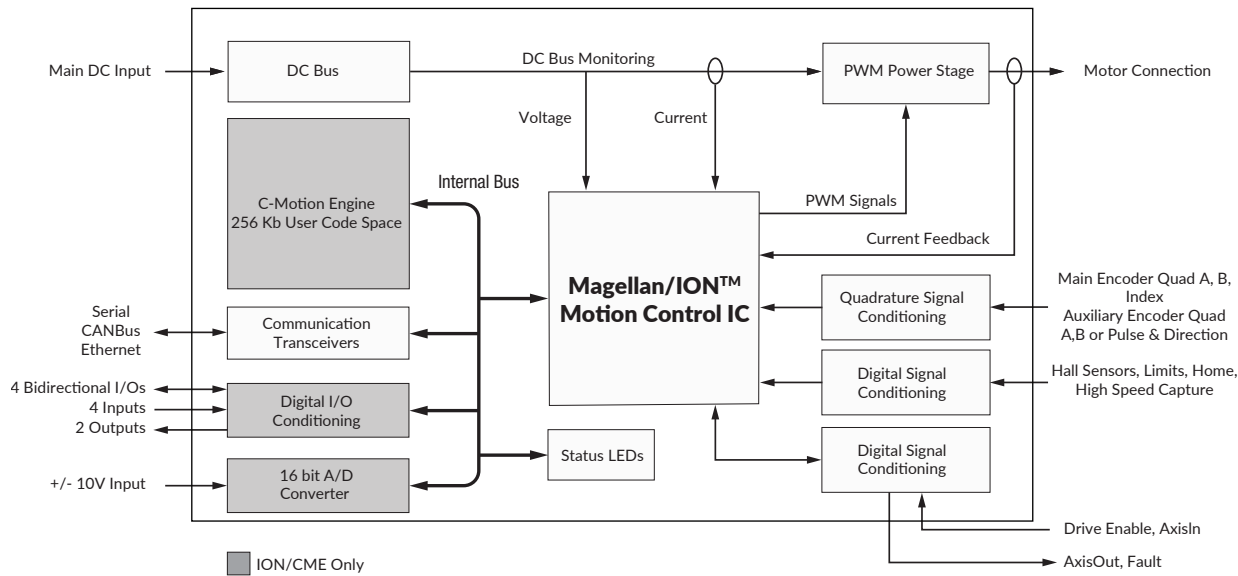 Main DC Input
DC Bus
DC Bus Monitoring
PWM Power Stage
Motor Connection
Voltage
Current
C-Motion Engine
256 Kb User Code Space
Internal Bus
PWM Signals
Current Feedback
Magellan/ION™
Motion Control IC
Quadrature Signal
Conditioning
Main Encoder Quad A, B,
Index
Auxiliary Encoder Quad
A,B or Pulse & Direction
Serial
CANBus
Ethernet
Communication
Transceivers
Digital Signal
Conditioning
Hall Sensors, Limits, Home,
High Speed Capture
4 Bidirectional I/Os
4 Inputs
2 Outputs
Digital I/O
Conditioning
Status LEDs
Digital Signal
Conditioning
+/- 10V Input
16 bit A/D
Converter
Drive Enable, AxisIn
AxisOut, Fault
ION/CME Only